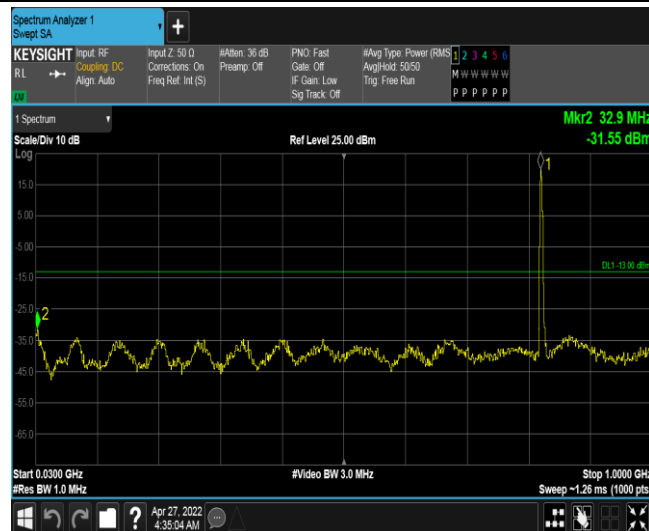 Spectrum Analyzer 1
Swept SA
+
KEYSIGHT
RL
Input: RF
Coupling: DC
Align: Auto
Input Z: 50 Ω
Corrections: On
Freq Ref: Int (S)
#Atten: 36 dB
Preamp: Off
PNO: Fast
Gate: Off
IF Gain: Low
Sig Track: Off
#Avg Type: Power (RMS
Avg|Hold: 50/50
Trig: Free Run
1 2 3 4 5 6
M W W W W W
P P P P P P
1 Spectrum
Mkr2 32.9 MHz
Scale/Div 10 dB
Ref Level 25.00 dBm
-31.55 dBm
Log
1
15.0
5.00
-5.00
DL1 -13.00 dBm
-15.0
-25.0
2
-35.0
-45.0
-55.0
-65.0
Start 0.0300 GHz
#Video BW 3.0 MHz
Stop 1.0000 GHz
#Res BW 1.0 MHz
Sweep ~1.26 ms (1000 pts
?
Apr 27, 2022
4:35:04 AM